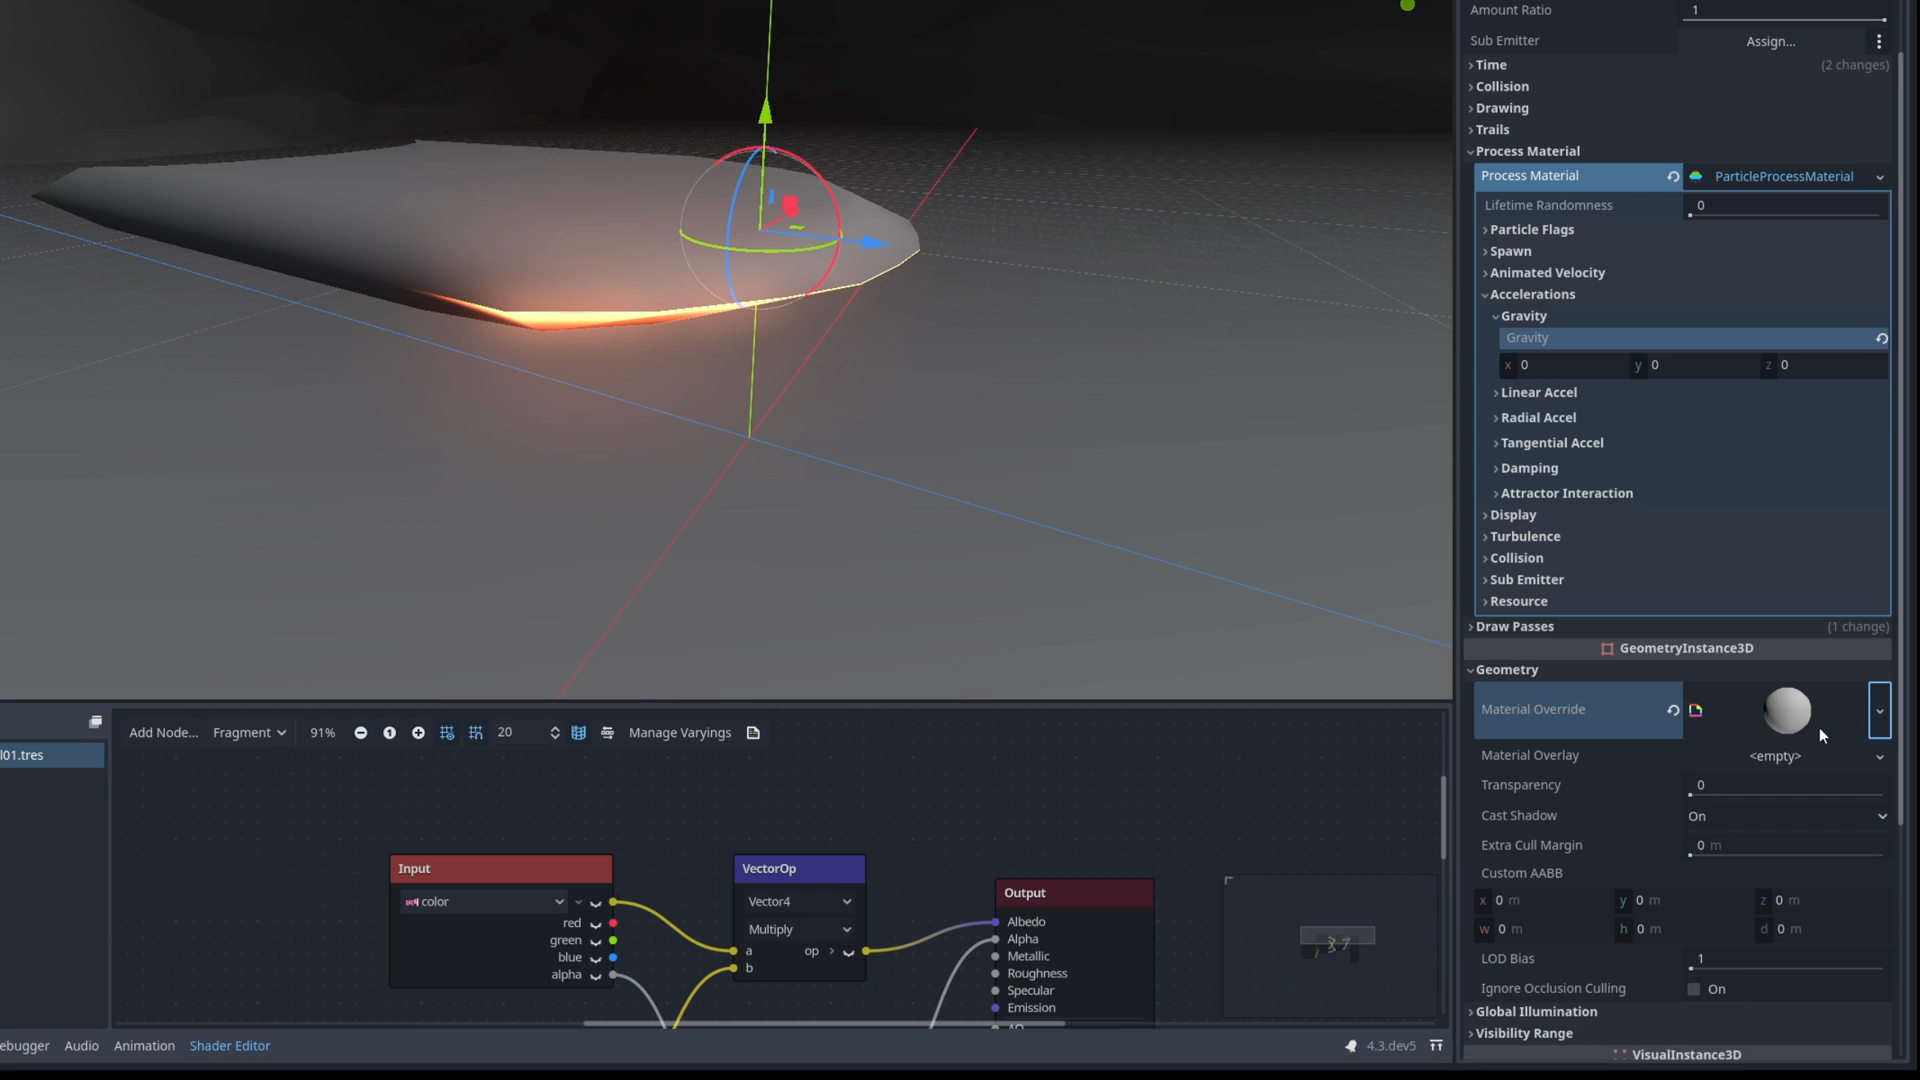 Amount Ratio 1
Sub Emitter Assign...
Time (2 changes)
Collision
Drawing
Trails
Process Material
Process Material ParticleProcessMaterial
Lifetime Randomness 0
Particle Flags
Spawn
Animated Velocity
Accelerations
Gravity
Gravity
x 0 y 0 z 0
Linear Accel
Radial Accel
Tangential Accel
Damping
Attractor Interaction
Display
Turbulence
Collision
Sub Emitter
Resource
Draw Passes (1 change)
GeometryInstance3D
Geometry
Material Override
Material Overlay <empty>
Transparency 0
Cast Shadow On
Extra Cull Margin 0 m
Custom AABB
x 0 m y 0 m z 0 m
w 0 m h 0 m d 0 m
LOD Bias 1
Ignore Occlusion Culling On
Global Illumination
Visibility Range
VisualInstance3D
l01.tres
Add Node... Fragment 91% 1 20 Manage Varyings
Input
color
red
green
blue
alpha
VectorOp
Vector4
Multiply
a op
b
Output
Albedo
Alpha
Metallic
Roughness
Specular
Emission
AO
ebugger Audio Animation Shader Editor 4.3.dev5